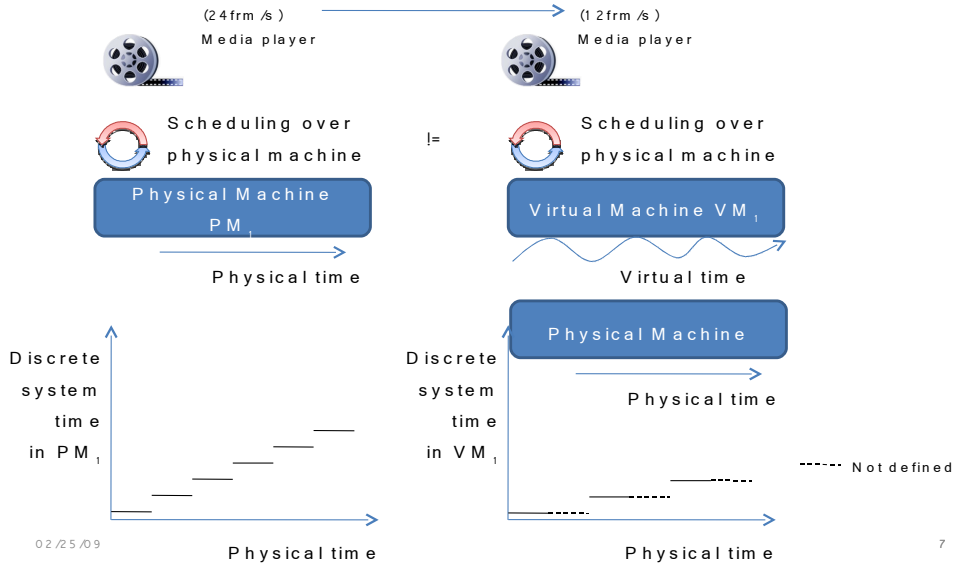 (24frm/s)
Media player
(12frm/s)
Media player
Scheduling over
physical machine
!=
Scheduling over
physical machine
Physical Machine
PM1
Virtual Machine VM1
Physical time
Virtual time
Physical Machine
Physical time
Discrete
system
time
in PM1
Discrete
system
time
in VM1
Not defined
Physical time
Physical time
02/25/09
7